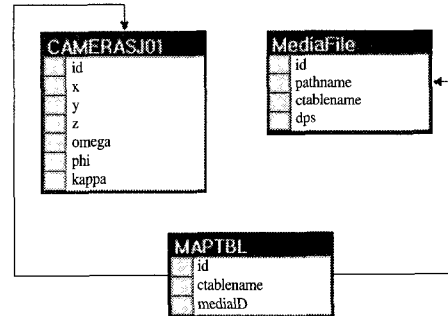 CAMERASJ01
id
x
y
z
omega
phi
kappa
MediaFile
id
pathname
ctablename
dps
MAPTBL
id
ctablename
mediaID